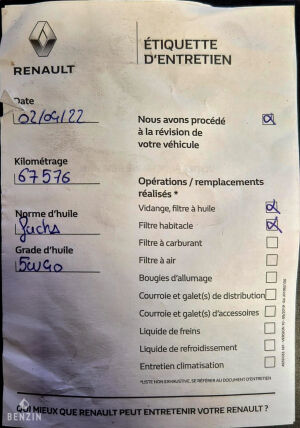 RENAULT
ÉTIQUETTE
D'ENTRETIEN
Date
02/09/22
Nous avons procédé
à la révision de
votre véhicule
Kilométrage
67576
Opérations / remplacements
réalisés *
Vidange, filtre à huile
Norme d'huile
Fuchs
Filtre habitacle
Filtre à carburant
Grade d'huile
5W40
Filtre à air
Bougies d'allumage
Courroie et galet(s) de distribution
Courroie et galet(s) d'accessoires
Liquide de freins
Liquide de refroidissement
Entretien climatisation
*LISTE NON EXHAUSTIVE, SE RÉFÉRER AU DOCUMENT D'ENTRETIEN
BENZIN
QUI MIEUX QUE RENAULT PEUT ENTRETENIR VOTRE RENAULT ?